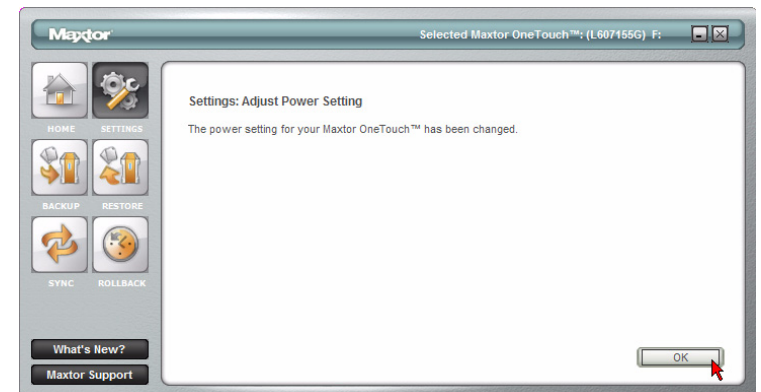 Maxtor
Selected Maxtor OneTouch™: (L607155G) F:
HOME SETTINGS
BACKUP RESTORE
SYNC ROLLBACK
What's New?
Maxtor Support
Settings: Adjust Power Setting
The power setting for your Maxtor OneTouch™ has been changed.
OK